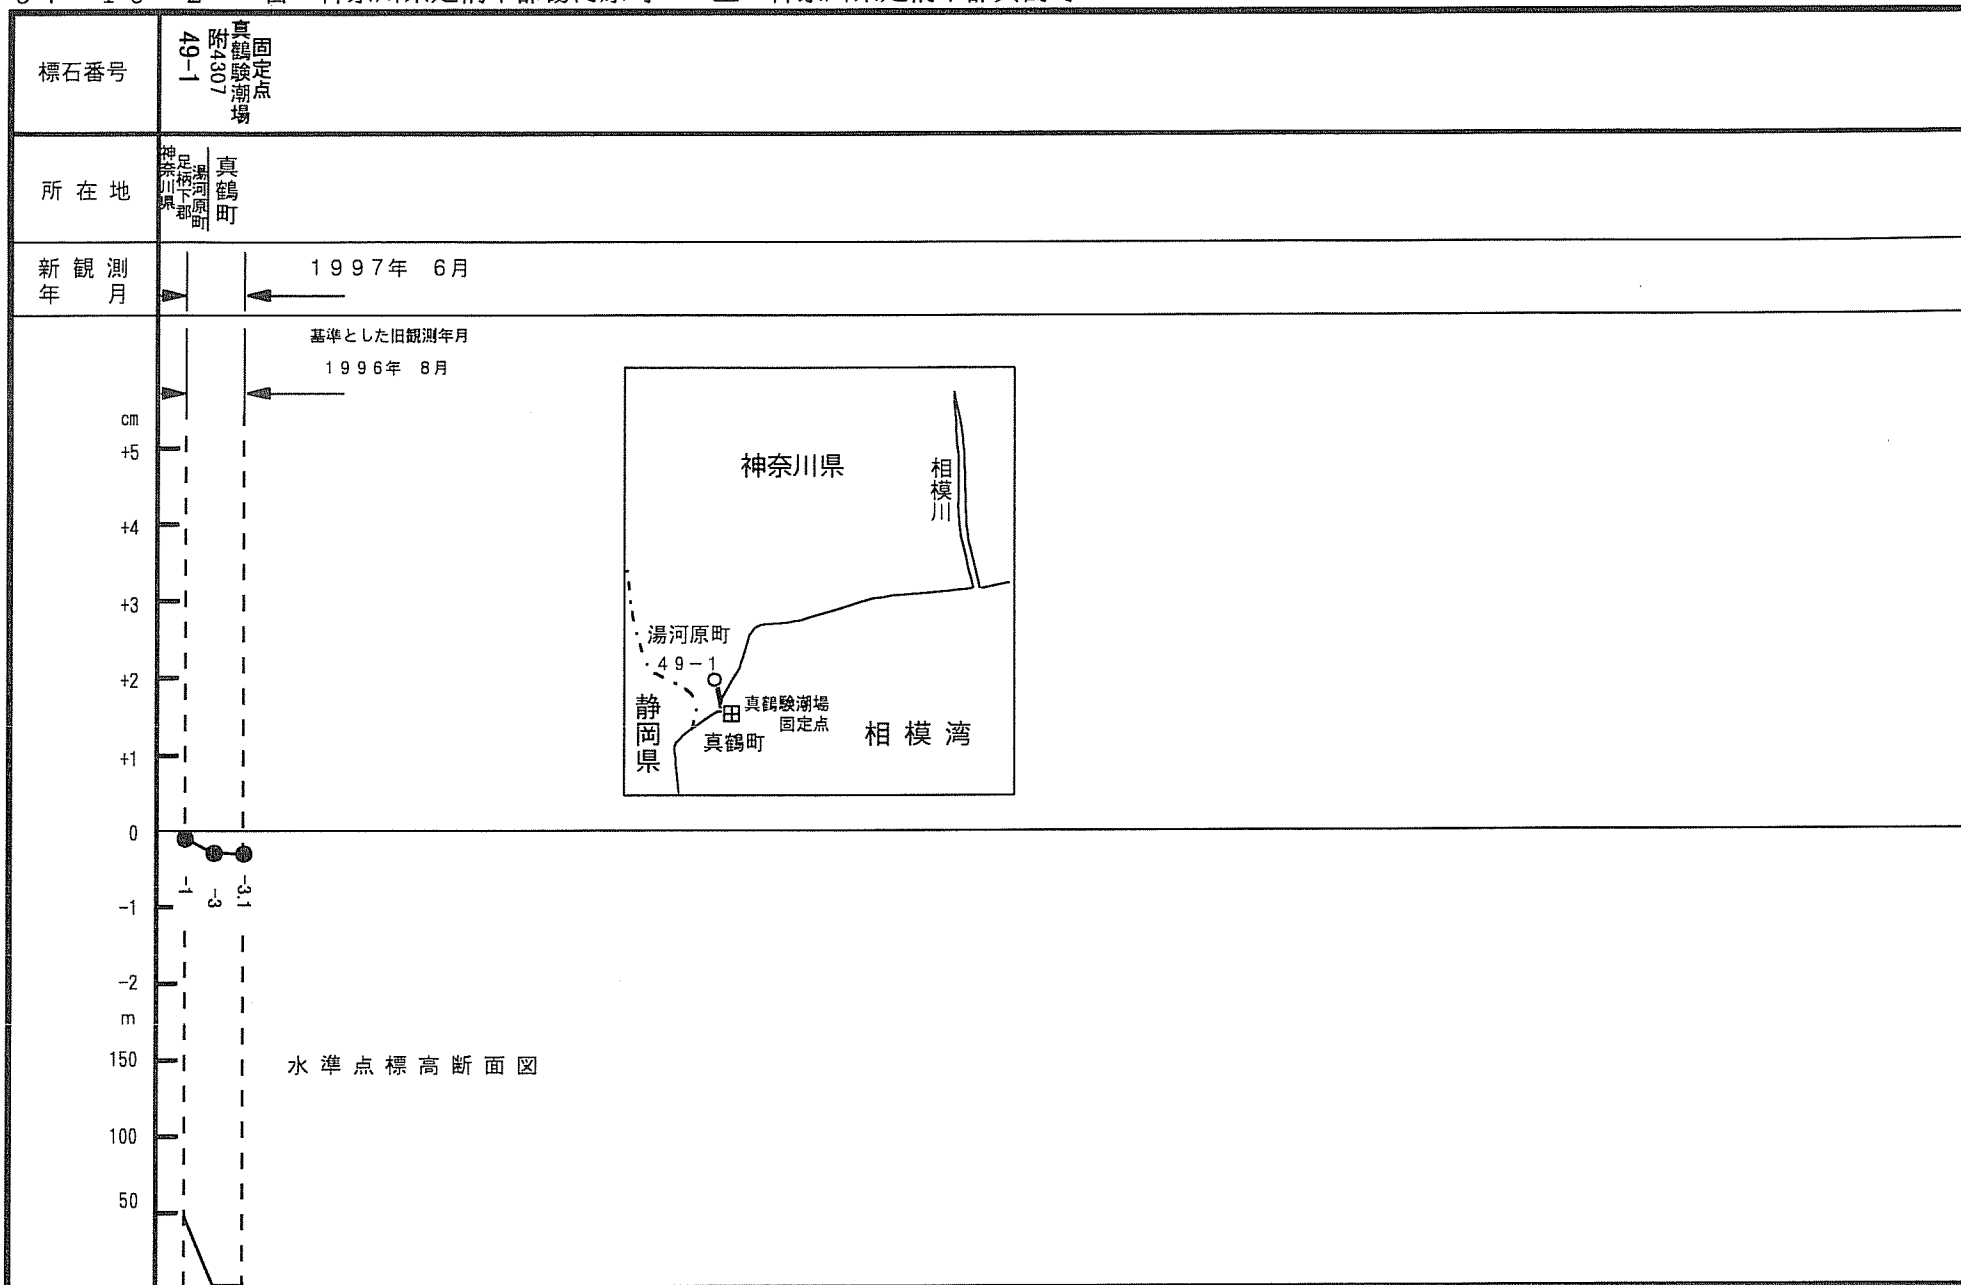 標石番号
49-1
附4307
真鶴験潮場
固定点
所在地
神奈川県
足柄下郡
湯河原町
真鶴町
新観測
年月
1997年 6月
基準とした旧観測年月
1996年 8月
cm
+5
+4
+3
+2
+1
0
-1
-2
-1
-3
-3.1
神奈川県
相模川
湯河原町
49-1
静岡県
真鶴験潮場
固定点
真鶴町
相模湾
m
150
100
50
水準点標高断面図